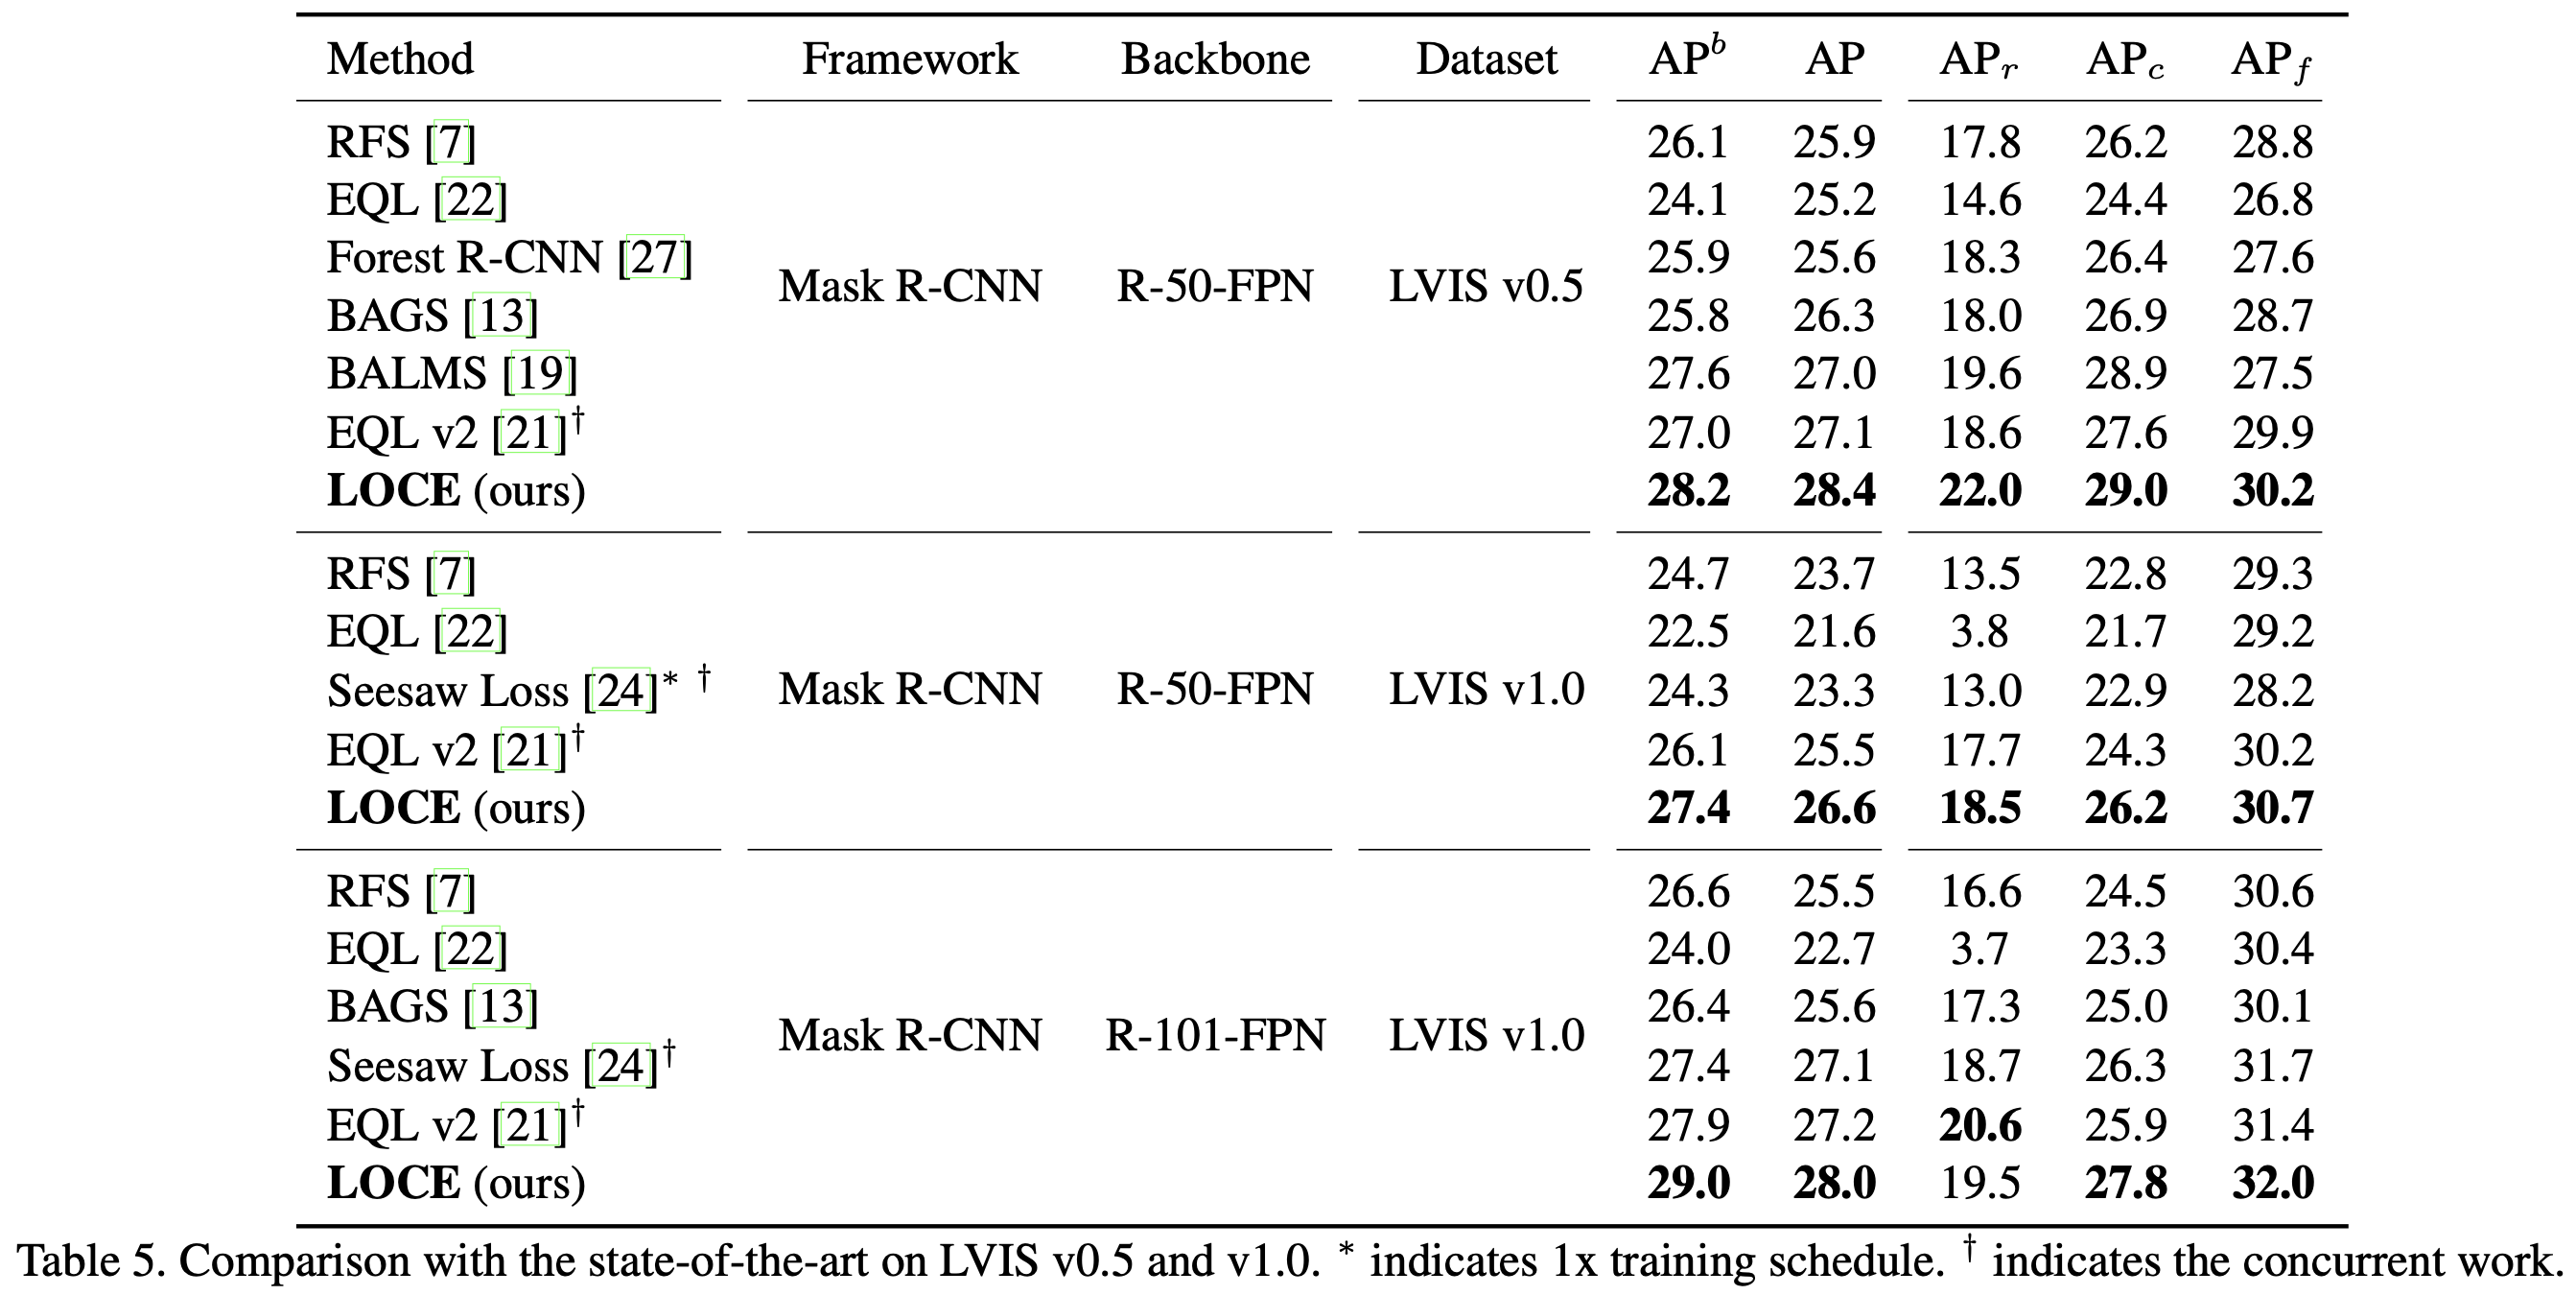 Method Framework Backbone Dataset AP^b AP AP_r AP_c AP_f
RFS [7] 26.1 25.9 17.8 26.2 28.8
EQL [22] 24.1 25.2 14.6 24.4 26.8
Forest R-CNN [27] 25.9 25.6 18.3 26.4 27.6
Mask R-CNN R-50-FPN LVIS v0.5
BAGS [13] 25.8 26.3 18.0 26.9 28.7
BALMS [19] 27.6 27.0 19.6 28.9 27.5
EQL v2 [21]† 27.0 27.1 18.6 27.6 29.9
LOCE (ours) 28.2 28.4 22.0 29.0 30.2
RFS [7] 24.7 23.7 13.5 22.8 29.3
EQL [22] 22.5 21.6 3.8 21.7 29.2
Seesaw Loss [24]* † Mask R-CNN R-50-FPN LVIS v1.0 24.3 23.3 13.0 22.9 28.2
EQL v2 [21]† 26.1 25.5 17.7 24.3 30.2
LOCE (ours) 27.4 26.6 18.5 26.2 30.7
RFS [7] 26.6 25.5 16.6 24.5 30.6
EQL [22] 24.0 22.7 3.7 23.3 30.4
BAGS [13] 26.4 25.6 17.3 25.0 30.1
Mask R-CNN R-101-FPN LVIS v1.0
Seesaw Loss [24]† 27.4 27.1 18.7 26.3 31.7
EQL v2 [21]† 27.9 27.2 20.6 25.9 31.4
LOCE (ours) 29.0 28.0 19.5 27.8 32.0
Table 5. Comparison with the state-of-the-art on LVIS v0.5 and v1.0. * indicates 1x training schedule. † indicates the concurrent work.